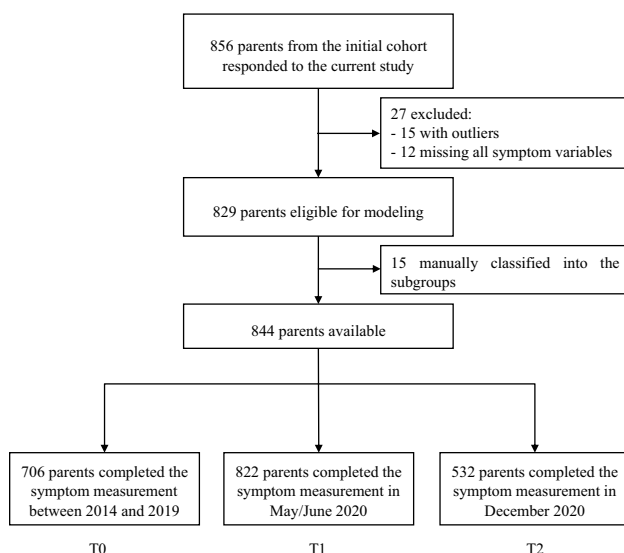 856 parents from the initial cohort
responded to the current study
27 excluded:
- 15 with outliers
- 12 missing all symptom variables
829 parents eligible for modeling
15 manually classified into the
subgroups
844 parents available
706 parents completed the
symptom measurement
between 2014 and 2019
822 parents completed the
symptom measurement in
May/June 2020
532 parents completed the
symptom measurement in
December 2020
T0
T1
T2